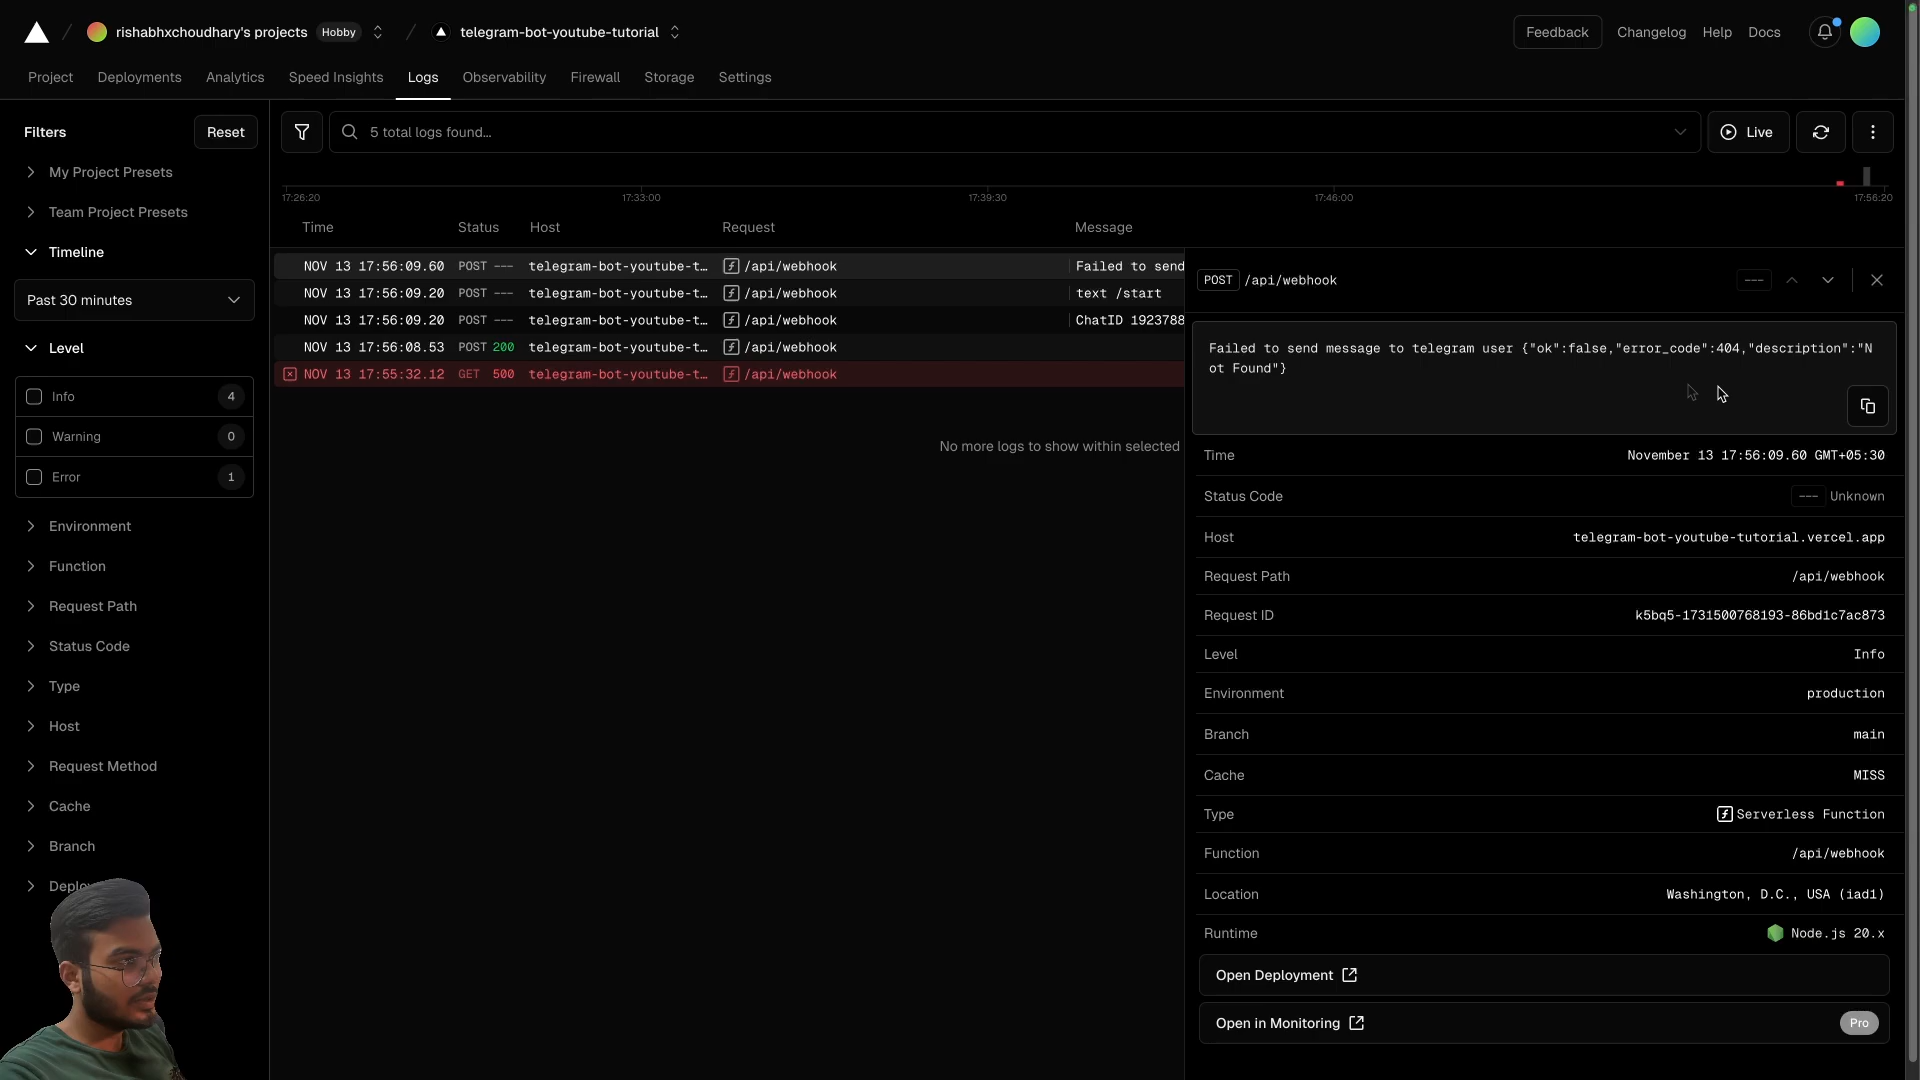 rishabhxchoudhary's projects Hobby telegram-bot-youtube-tutorial Feedback Changelog Help Docs
Project Deployments Analytics Speed Insights Logs Observability Firewall Storage Settings
Filters Reset
5 total logs found... Live
My Project Presets
Team Project Presets
Timeline
Past 30 minutes
Level
Info 4
Warning 0
Error 1
Environment
Function
Request Path
Status Code
Type
Host
Request Method
Cache
Branch
17:26:20 17:33:00 17:39:30 17:46:00 17:56:20
Time Status Host Request Message
NOV 13 17:56:09.60 POST --- telegram-bot-youtube-t... /api/webhook Failed to send
NOV 13 17:56:09.20 POST --- telegram-bot-youtube-t... /api/webhook text /start
NOV 13 17:56:09.20 POST --- telegram-bot-youtube-t... /api/webhook ChatID 1923788
NOV 13 17:56:08.53 POST 200 telegram-bot-youtube-t... /api/webhook
NOV 13 17:55:32.12 GET 500 telegram-bot-youtube-t... /api/webhook
No more logs to show within selected
POST /api/webhook ---
Failed to send message to telegram user {"ok":false,"error_code":404,"description":"N
ot Found"}
Time November 13 17:56:09.60 GMT+05:30
Status Code --- Unknown
Host telegram-bot-youtube-tutorial.vercel.app
Request Path /api/webhook
Request ID k5bq5-1731500768193-86bd1c7ac873
Level Info
Environment production
Branch main
Cache MISS
Type Serverless Function
Function /api/webhook
Location Washington, D.C., USA (iad1)
Runtime Node.js 20.x
Open Deployment
Open in Monitoring Pro